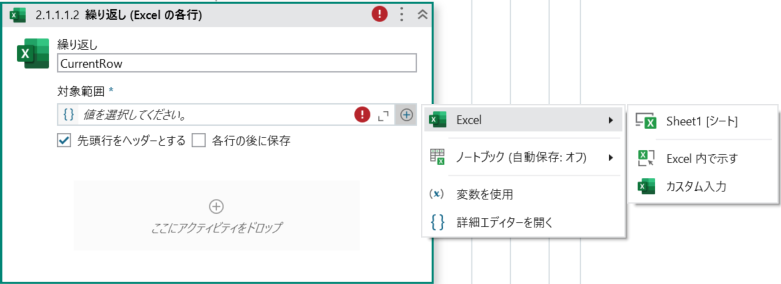 2.1.1.1.2 繰り返し (Excel の各行)
繰り返し
CurrentRow
対象範囲 *
{} 値を選択してください。
先頭行をヘッダーとする 各行の後に保存
ここにアクティビティをドロップ
Excel
ノートブック (自動保存: オフ)
(x) 変数を使用
{} 詳細エディターを開く
Sheet1 [シート]
Excel 内で示す
カスタム入力